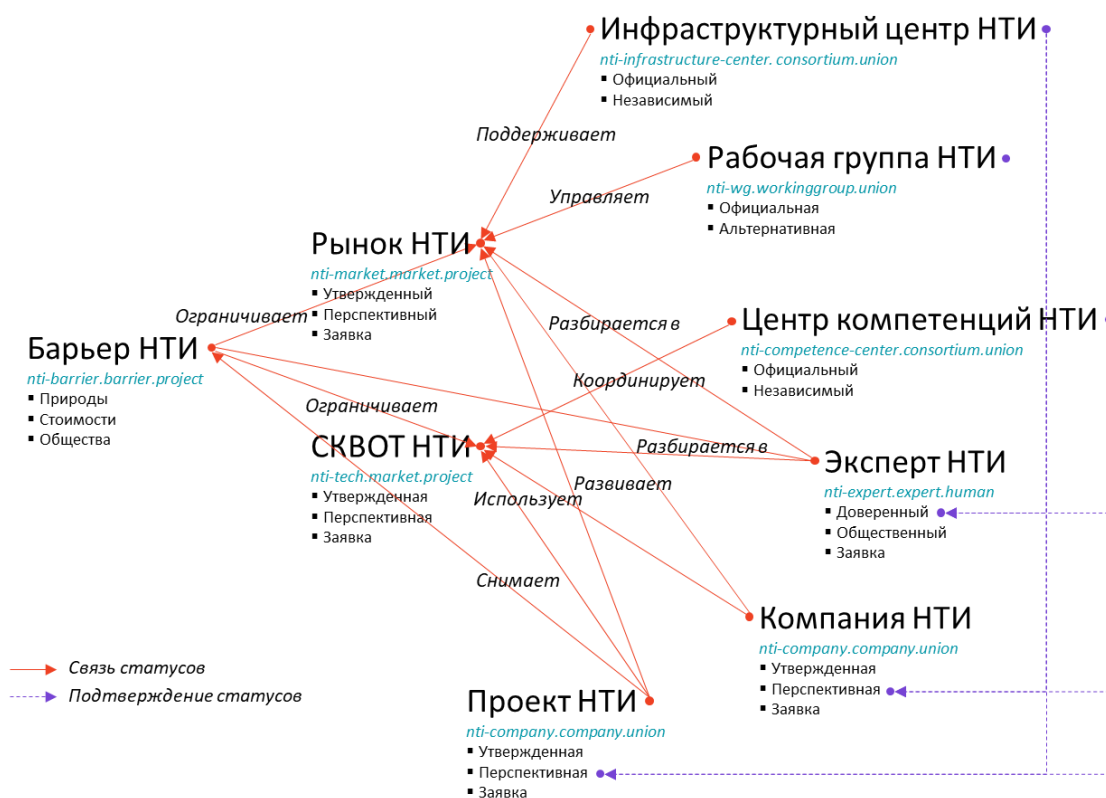 Инфраструктурный центр НТИ
nti-infrastructure-center. consortium.union
▪ Официальный
▪ Независимый
Поддерживает
Рабочая группа НТИ
nti-wg.workinggroup.union
▪ Официальная
▪ Альтернативная
Управляет
Рынок НТИ
nti-market.market.project
▪ Утвержденный
▪ Перспективный
▪ Заявка
Ограничивает
Разбирается в
Центр компетенций НТИ
nti-competence-center.consortium.union
▪ Официальный
▪ Независимый
Барьер НТИ
nti-barrier.barrier.project
▪ Природы
▪ Стоимости
▪ Общества
Координирует
Ограничивает
СКВОТ НТИ
nti-tech.market.project
▪ Утвержденная
▪ Перспективная
▪ Заявка
Разбирается в
Эксперт НТИ
nti-expert.expert.human
▪ Доверенный
▪ Общественный
▪ Заявка
Использует
Развивает
Снимает
Компания НТИ
nti-company.company.union
▪ Утвержденная
▪ Перспективная
▪ Заявка
Связь статусов
Подтверждение статусов
Проект НТИ
nti-company.company.union
▪ Утвержденная
▪ Перспективная
▪ Заявка